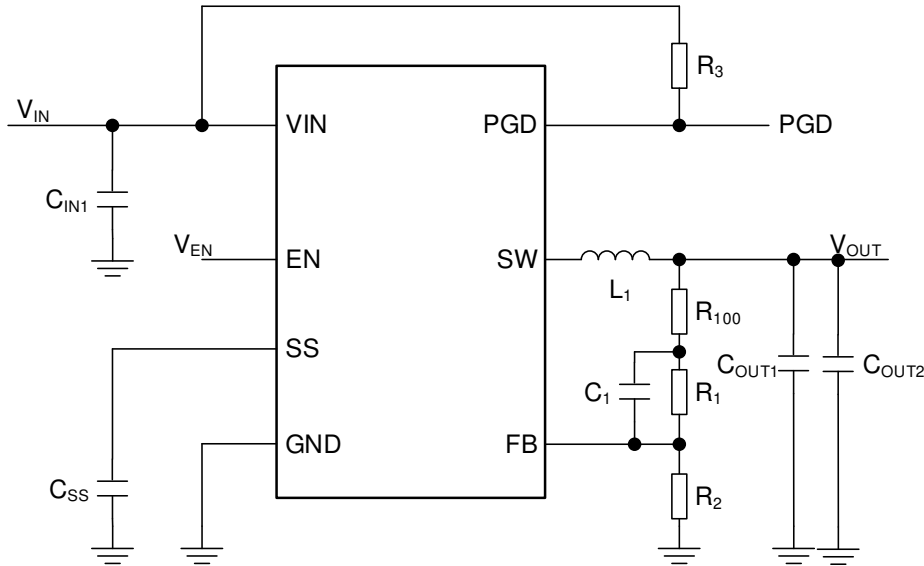 R3
VIN
VIN
PGD
PGD
CIN1
VEN
EN
SW
VOUT
L1
R100
SS
COUT1
COUT2
C1
R1
GND
FB
CSS
R2